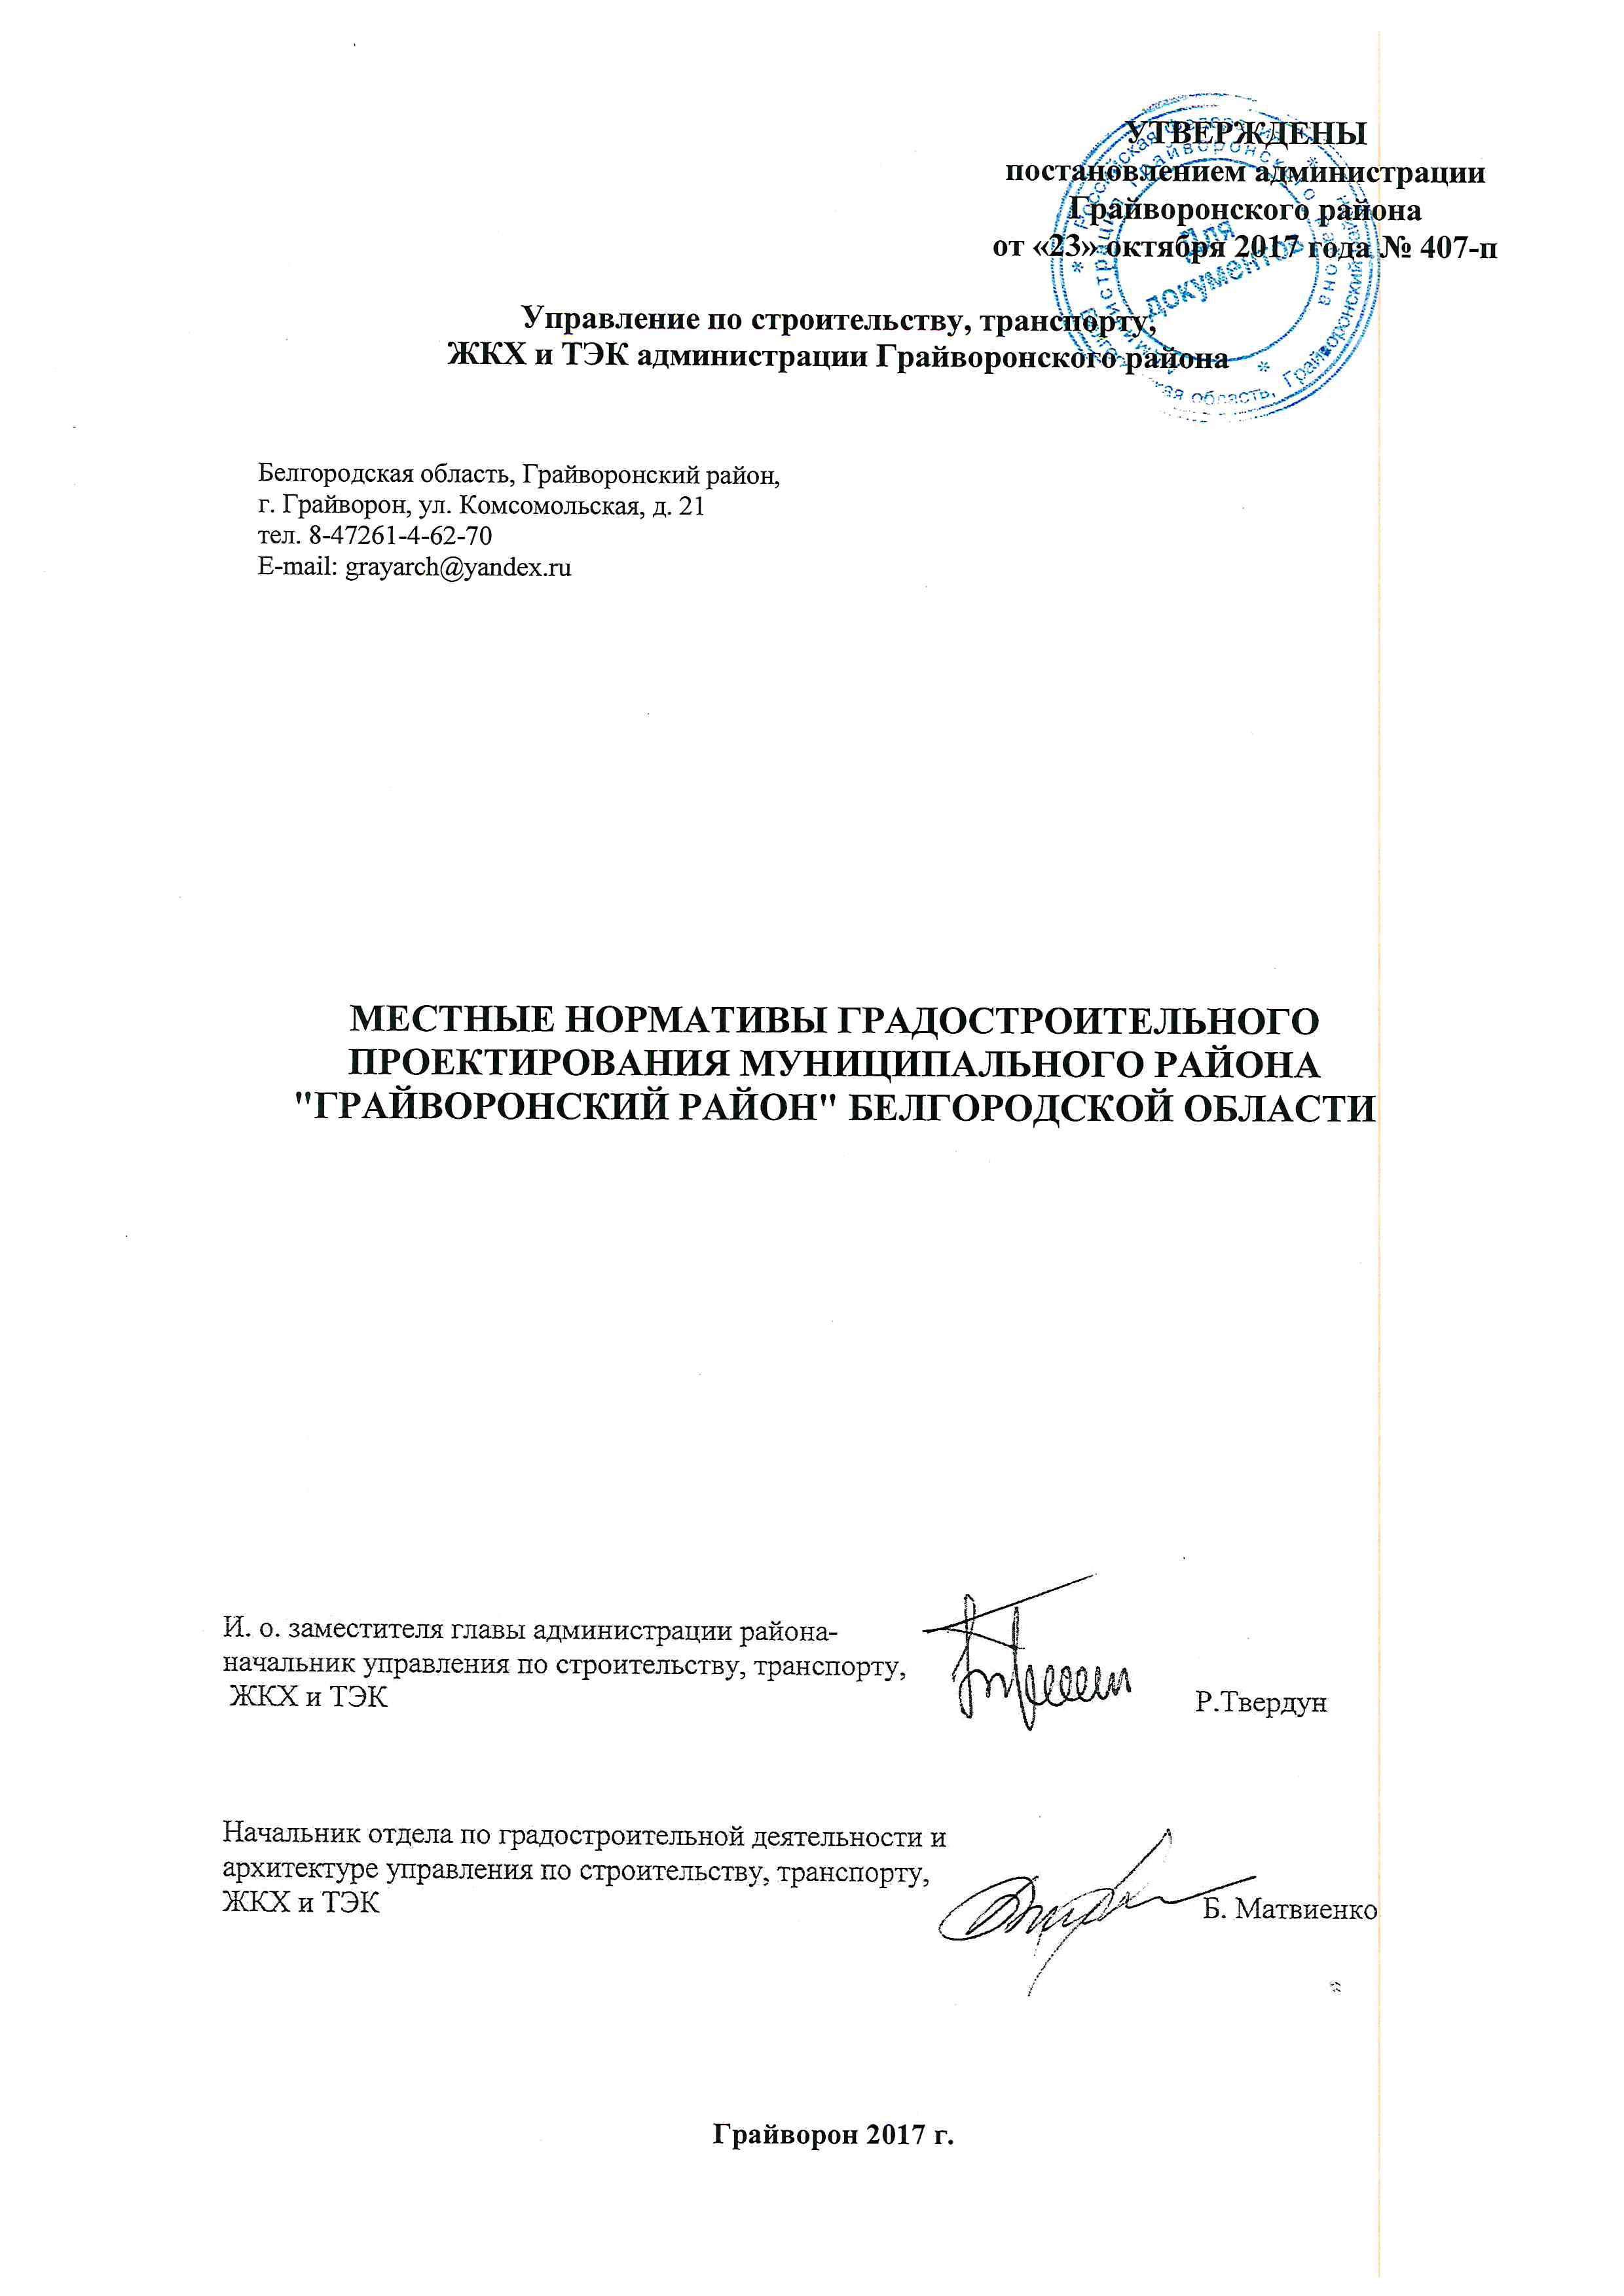 УТВЕРЖДЕНЫ
постановлением администрации
Грайворонского района
от «23» октября 2017 года № 407-п
Для
документов
Управление по строительству, транспорту,
ЖКХ и ТЭК администрации Грайворонского района
Белгородская область, Грайворонский район,
г. Грайворон, ул. Комсомольская, д. 21
тел. 8-47261-4-62-70
E-mail: grayarch@yandex.ru
МЕСТНЫЕ НОРМАТИВЫ ГРАДОСТРОИТЕЛЬНОГО
ПРОЕКТИРОВАНИЯ МУНИЦИПАЛЬНОГО РАЙОНА
"ГРАЙВОРОНСКИЙ РАЙОН" БЕЛГОРОДСКОЙ ОБЛАСТИ
И. о. заместителя главы администрации района-
начальник управления по строительству, транспорту,
ЖКХ и ТЭК Р.Твердун
Начальник отдела по градостроительной деятельности и
архитектуре управления по строительству, транспорту,
ЖКХ и ТЭК Б. Матвиенко
Грайворон 2017 г.